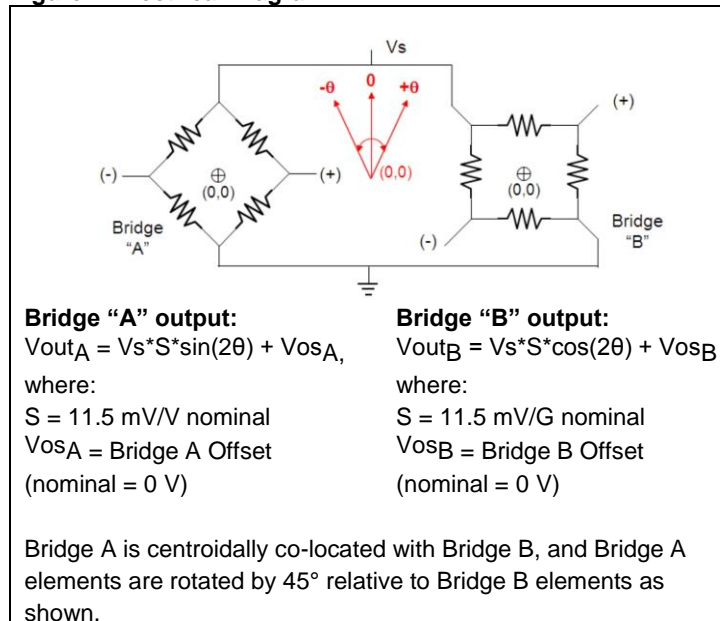 Vs
-θ 0 +θ
(+)
(-) (0,0) (+) (0,0) (0,0)
Bridge "A"
(-)
Bridge "B"
Bridge “A” output:
VoutA = Vs*S*sin(2θ) + VosA,
where:
S = 11.5 mV/V nominal
VosA = Bridge A Offset
(nominal = 0 V)
Bridge “B” output:
VoutB = Vs*S*cos(2θ) + VosB
where:
S = 11.5 mV/G nominal
VosB = Bridge B Offset
(nominal = 0 V)
Bridge A is centroidally co-located with Bridge B, and Bridge A
elements are rotated by 45° relative to Bridge B elements as
shown.